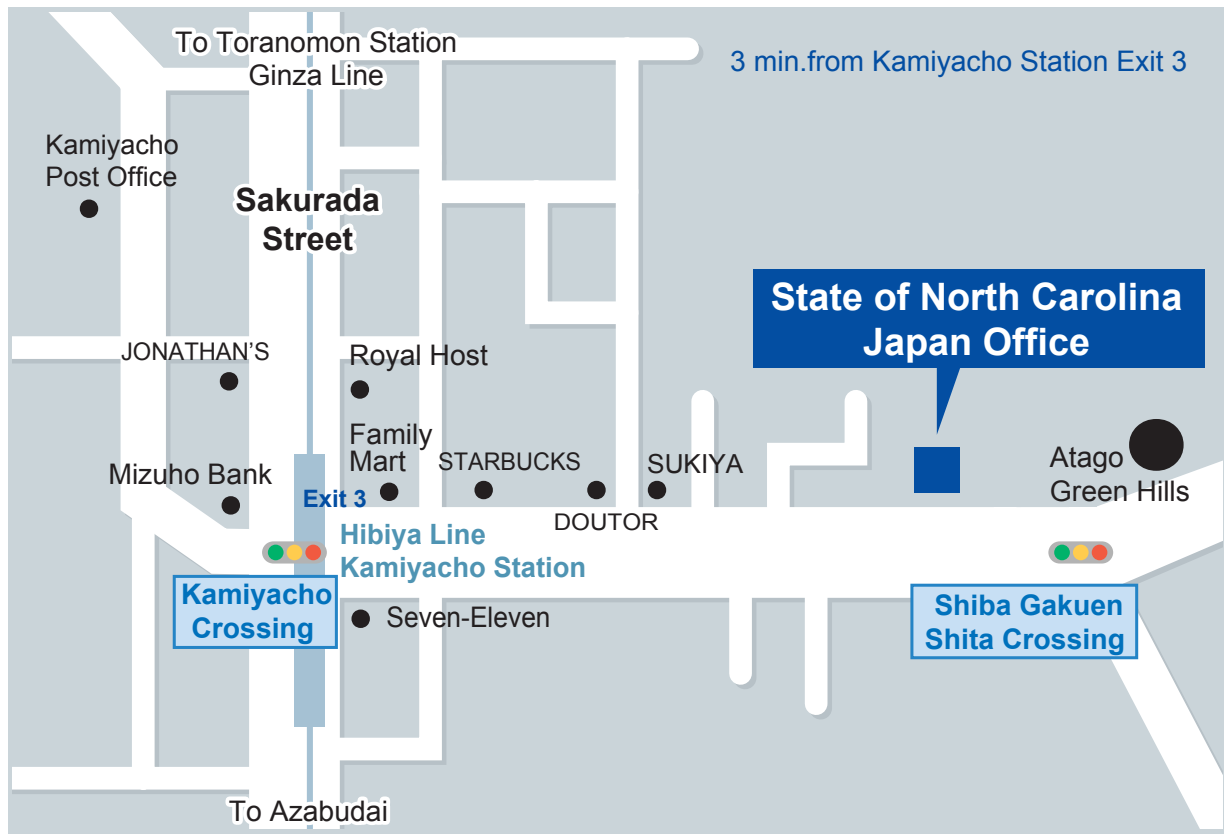 To Toranomon Station
Ginza Line
3 min.from Kamiyacho Station Exit 3
Kamiyacho
Post Office
Sakurada
Street
State of North Carolina
Japan Office
JONATHAN'S
Royal Host
Family
Mart
STARBUCKS
SUKIYA
Atago
Green Hills
Mizuho Bank
Exit 3
DOUTOR
Hibiya Line
Kamiyacho Station
Kamiyacho
Crossing
Seven-Eleven
Shiba Gakuen
Shita Crossing
To Azabudai